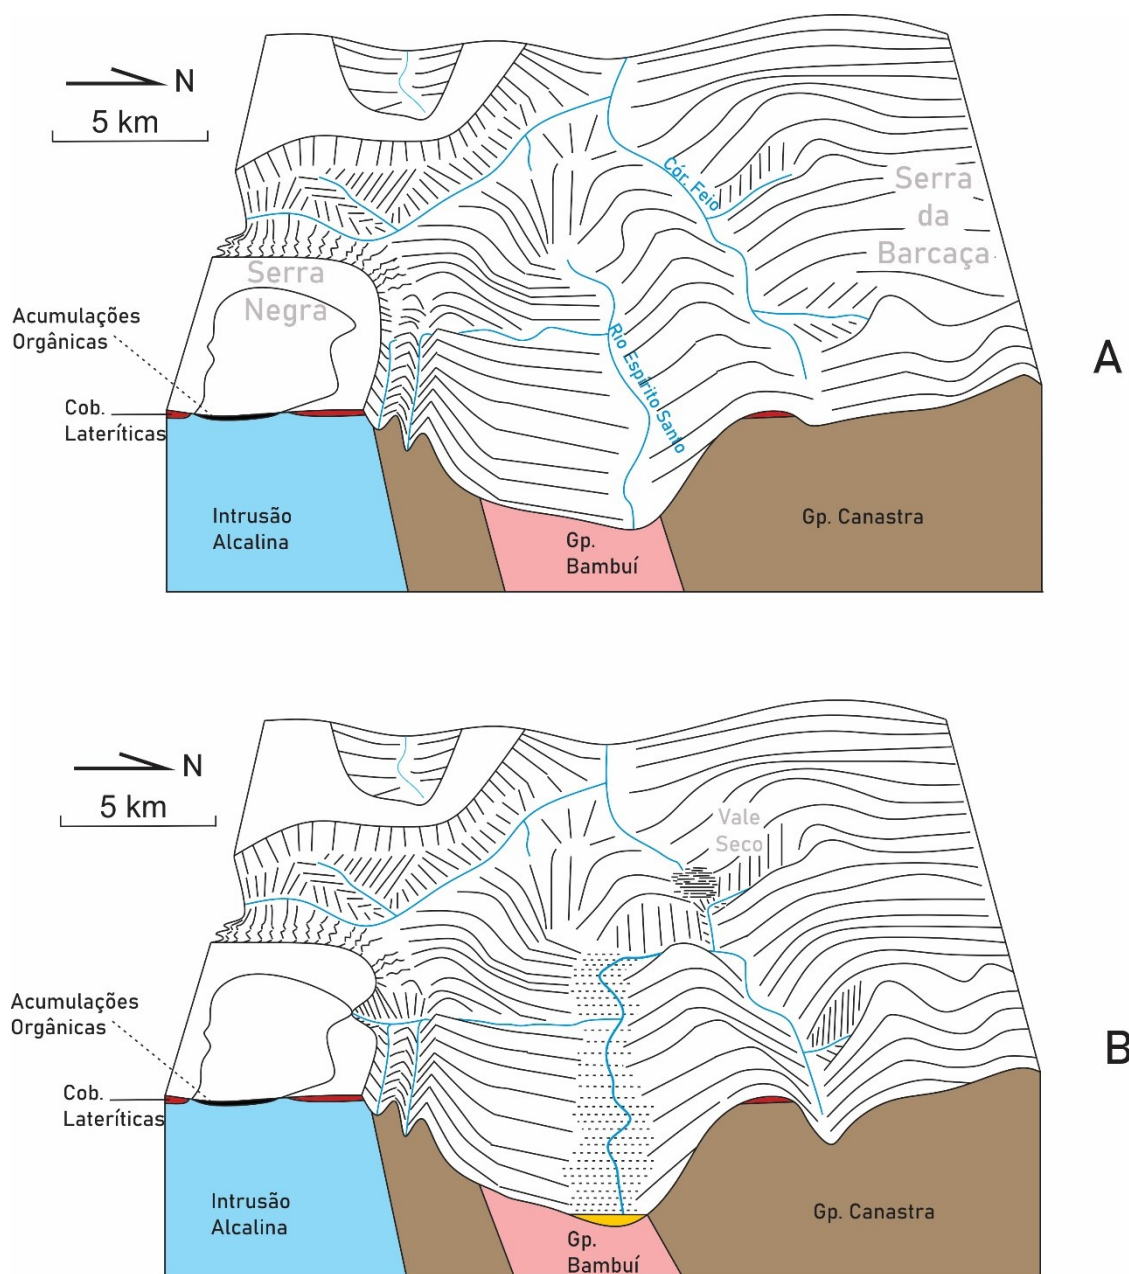 N
5 km
Cór. Feio
Serra
da
Barcaça
Serra
Negra
Acumulações
Orgânicas
Rio Espírito Santo
A
Cob.
Lateríticas
Intrusão
Alcalina
Gp. Canastra
Gp.
Bambuí
N
5 km
Vale
Seco
Acumulações
Orgânicas
B
Cob.
Lateríticas
Intrusão
Alcalina
Gp. Canastra
Gp.
Bambuí